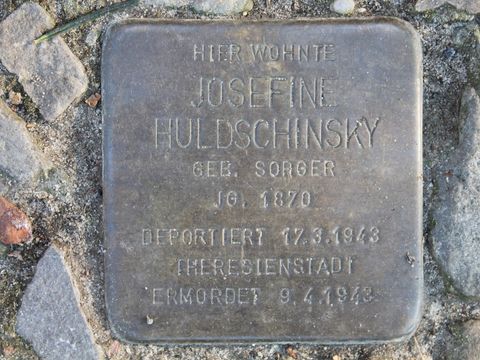 HIER WOHNTE
JOSEFINE
HULDSCHINSKY
GEB. SORGER
JG. 1870
DEPORTIERT 17.3.1943
THERESIENSTADT
ERMORDET 9.4.1943